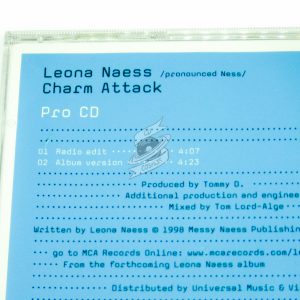 Leona Naess /pronounced Ness/
Charm Attack
Pro CD
01 Radio edit 4:07
02 Album version 4:23
Produced by Tommy D.
Additional production and engineer
Mixed by Tom Lord-Alge
Written by Leona Naess © 1998 Messy Naess Publishing
go to MCA Records Online: www.mcarecords.com/le
From the forthcoming Leona Naess album
Distributed by Universal Music & Vi